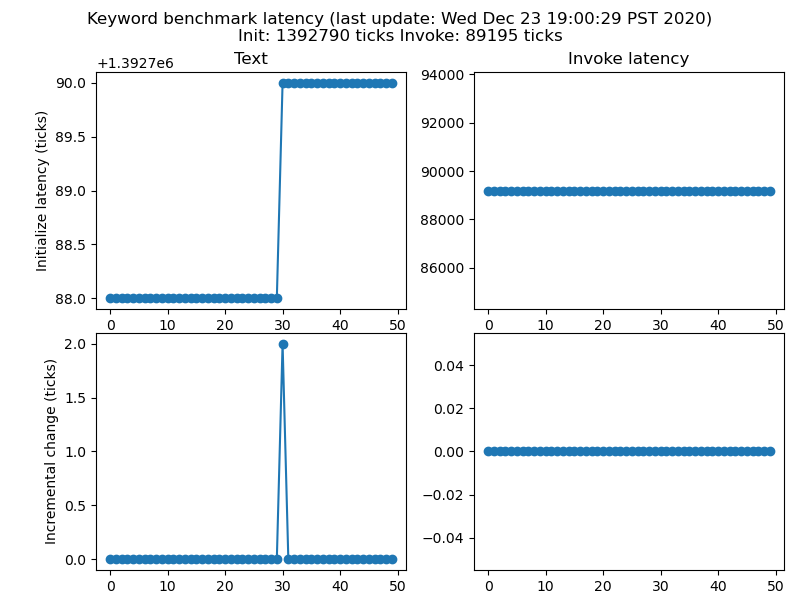 Keyword benchmark latency (last update: Wed Dec 23 19:00:29 PST 2020)
Init: 1392790 ticks Invoke: 89195 ticks
+1.3927e6
Text
Initialize latency (ticks)
90.0
89.5
89.0
88.5
88.0
0 10 20 30 40 50
Invoke latency
94000
92000
90000
88000
86000
0 10 20 30 40 50
Incremental change (ticks)
2.0
1.5
1.0
0.5
0.0
0 10 20 30 40 50
0.04
0.02
0.00
−0.02
−0.04
0 10 20 30 40 50